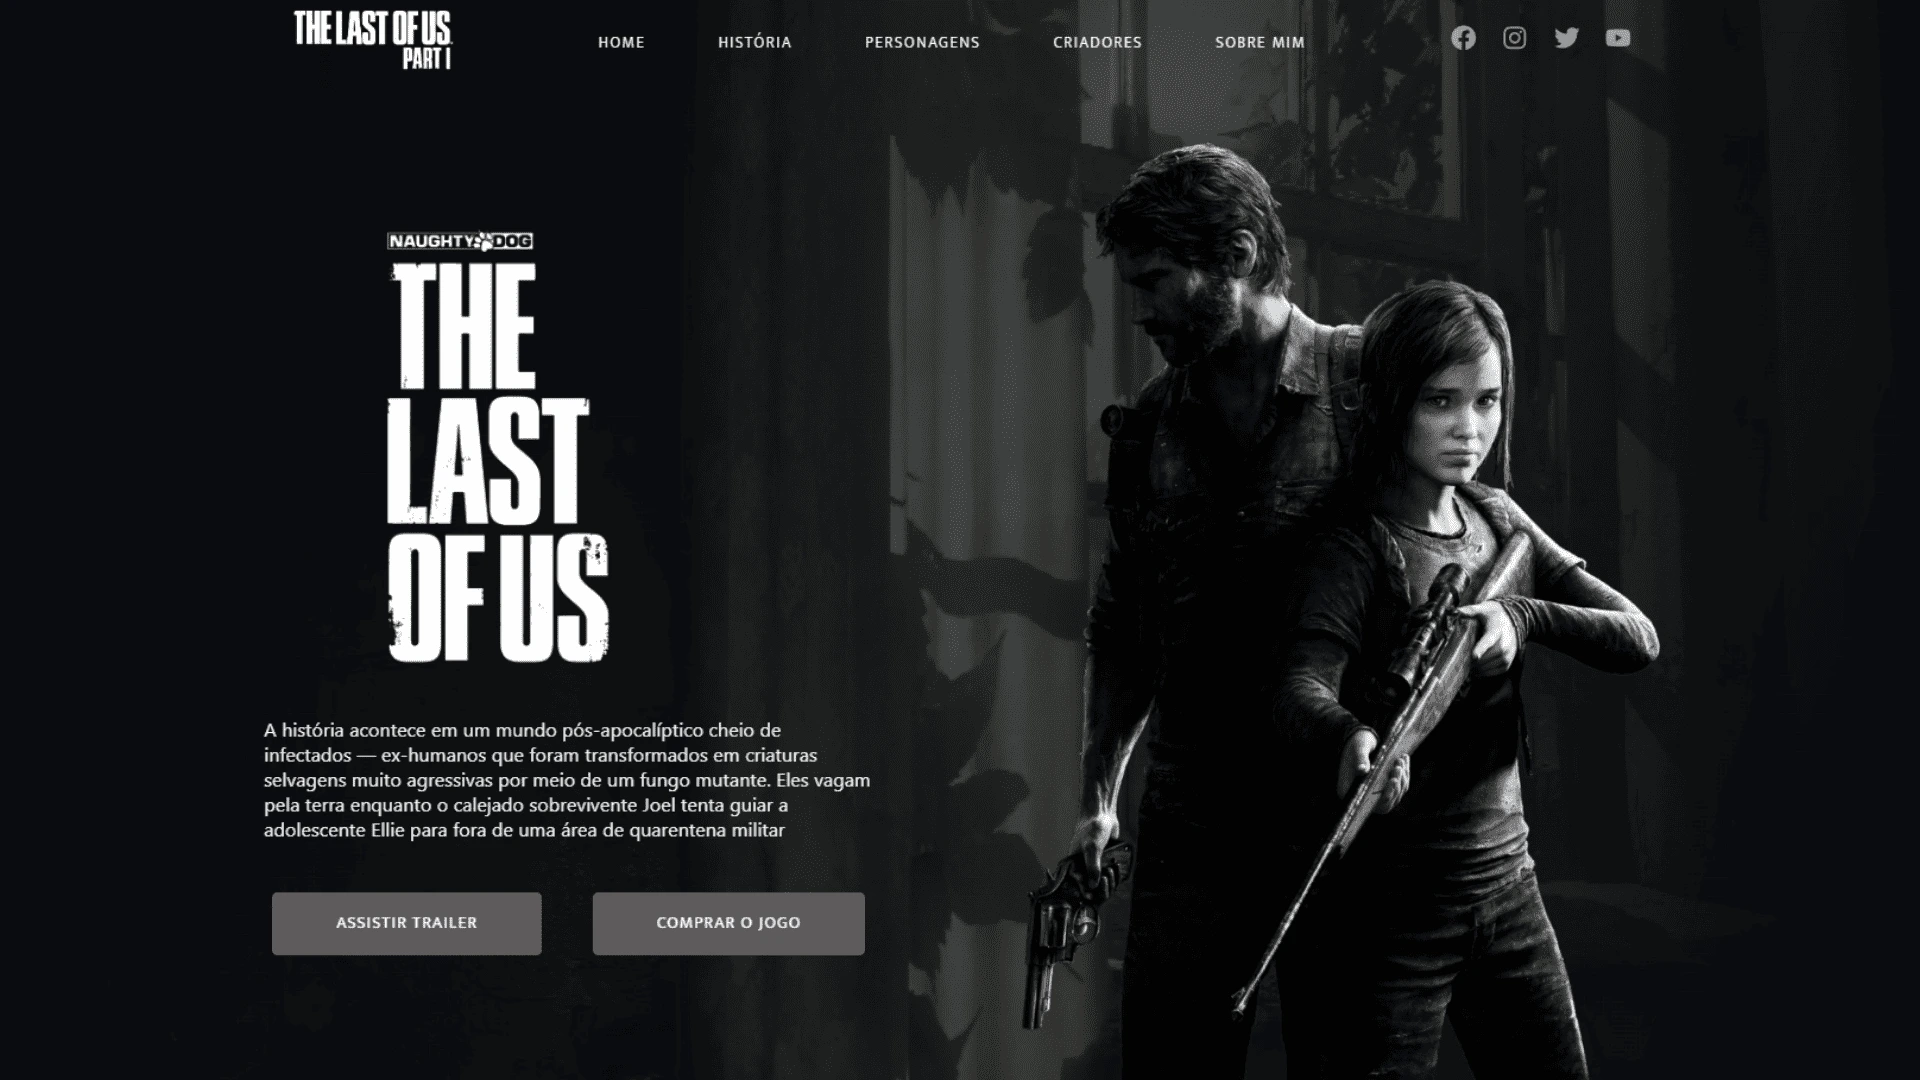 THE LAST OF US
PART I
HOME
HISTÓRIA
PERSONAGENS
CRIADORES
SOBRE MIM
NAUGHTY DOG
THE
LAST
OF US
A história acontece em um mundo pós-apocalíptico cheio de
infectados — ex-humanos que foram transformados em criaturas
selvagens muito agressivas por meio de um fungo mutante. Eles vagam
pela terra enquanto o calejado sobrevivente Joel tenta guiar a
adolescente Ellie para fora de uma área de quarentena militar
ASSISTIR TRAILER
COMPRAR O JOGO